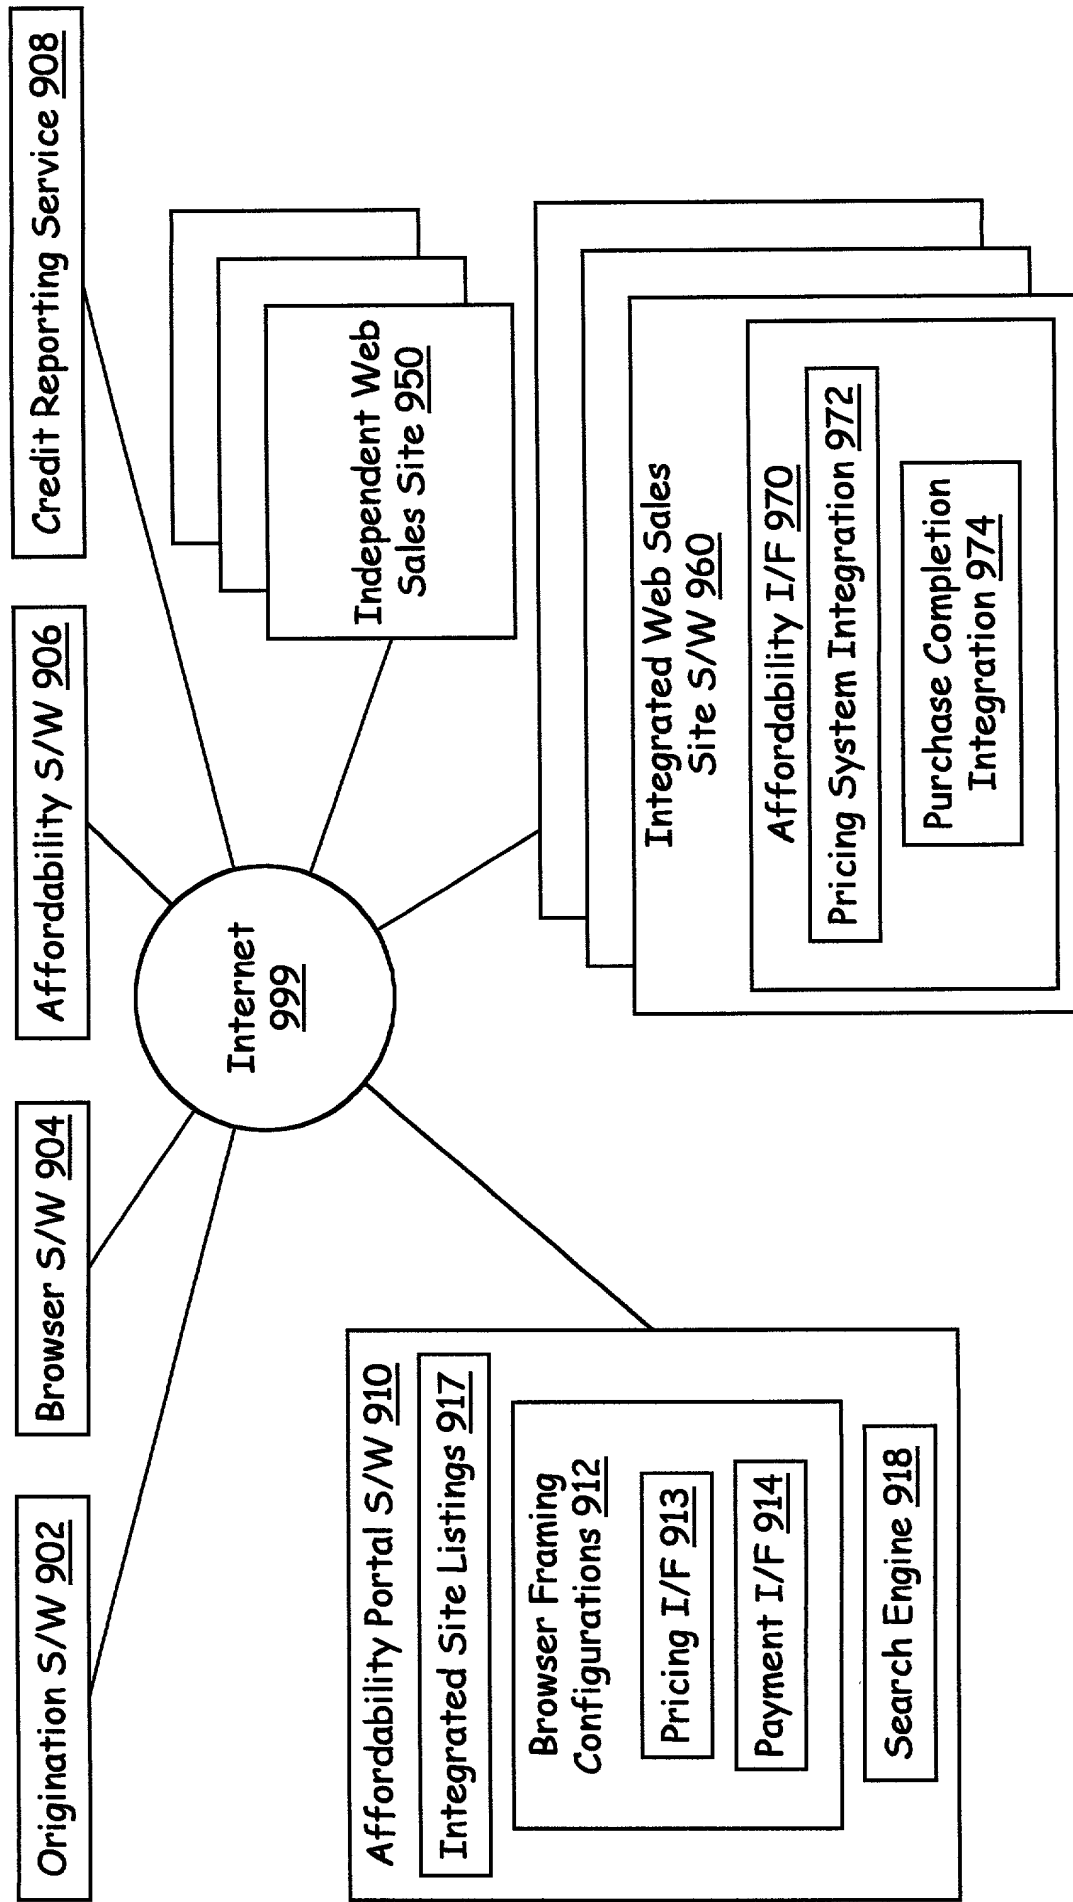 Origination S/W 902
Browser S/W 904
Affordability S/W 906
Credit Reporting Service 908
Internet
999
Affordability Portal S/W 910
Integrated Site Listings 917
Browser Framing
Configurations 912
Pricing I/F 913
Payment I/F 914
Search Engine 918
Independent Web
Sales Site 950
Integrated Web Sales
Site S/W 960
Affordability I/F 970
Pricing System Integration 972
Purchase Completion
Integration 974